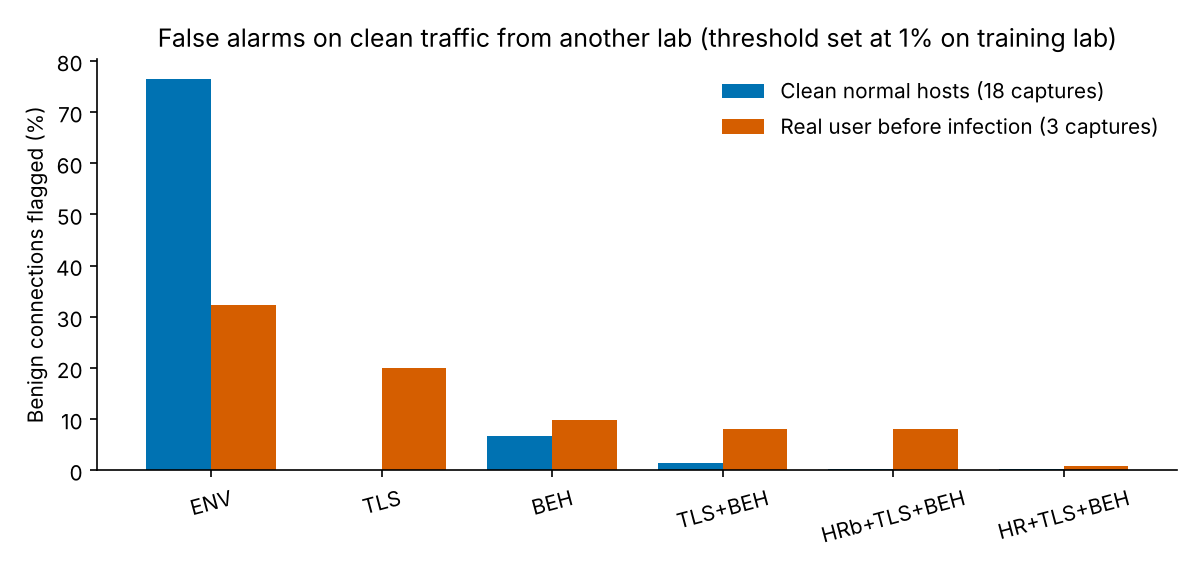 False alarms on clean traffic from another lab (threshold set at 1% on training lab)
Clean normal hosts (18 captures)
Real user before infection (3 captures)
Benign connections flagged (%)
80
70
60
50
40
30
20
10
0
ENV
TLS
BEH
TLS+BEH
HRb+TLS+BEH
HR+TLS+BEH